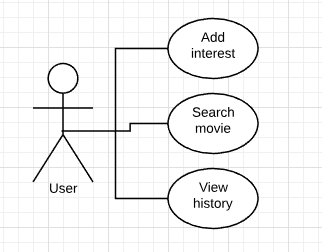 Add
interest
Search
movie
User
View
history